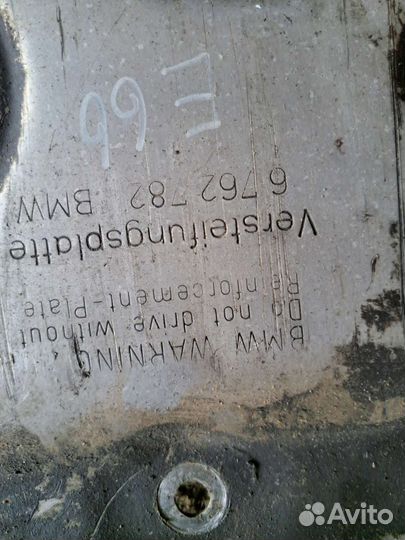 BMW WARNING
Do not drive without
Reinforcement-Plate
Versteifungsplatte
6 762 782 BMW
E66
Avito